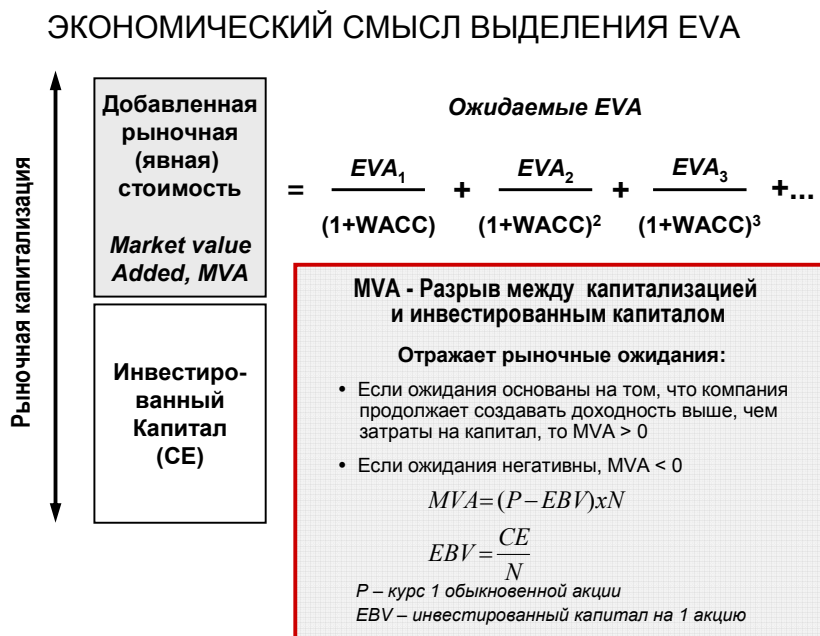 ЭКОНОМИЧЕСКИЙ СМЫСЛ ВЫДЕЛЕНИЯ EVA
Рыночная капитализация
Добавленная
рыночная
(явная)
стоимость
Market value
Added, MVA
Инвестиро-
ванный
Капитал
(CE)
Ожидаемые EVA
= EVA₁ / (1+WACC) + EVA₂ / (1+WACC)² + EVA₃ / (1+WACC)³ +...
MVA - Разрыв между капитализацией
и инвестированным капиталом
Отражает рыночные ожидания:
• Если ожидания основаны на том, что компания
продолжает создавать доходность выше, чем
затраты на капитал, то MVA > 0
• Если ожидания негативны, MVA < 0
MVA=(P−EBV)xN
EBV=CE/N
P – курс 1 обыкновенной акции
EBV – инвестированный капитал на 1 акцию